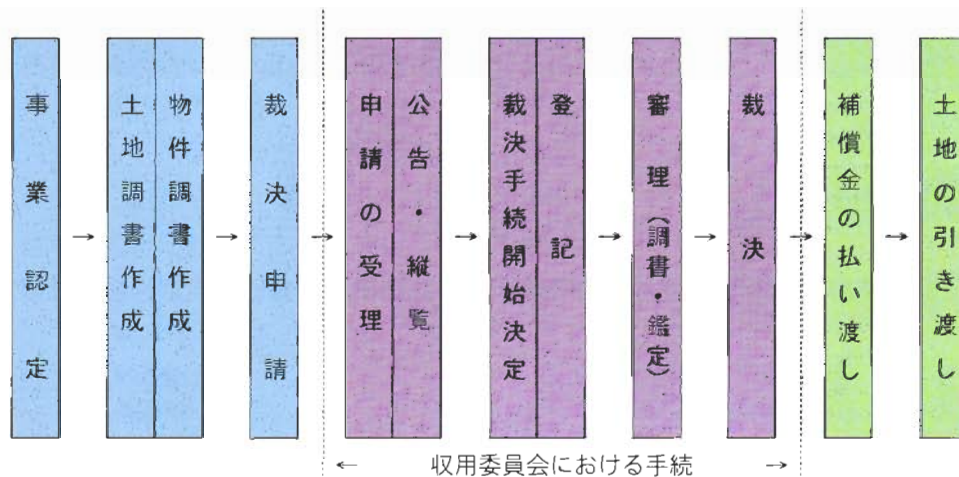 事業認定
→
土地調書作成
物件調書作成
→
裁決申請
→
申請の受理
公告・縦覧
→
裁決手続開始決定
登記
→
審理(調書・鑑定)
→
裁決
→
補償金の払い渡し
→
土地の引き渡し
← 収用委員会における手続 →